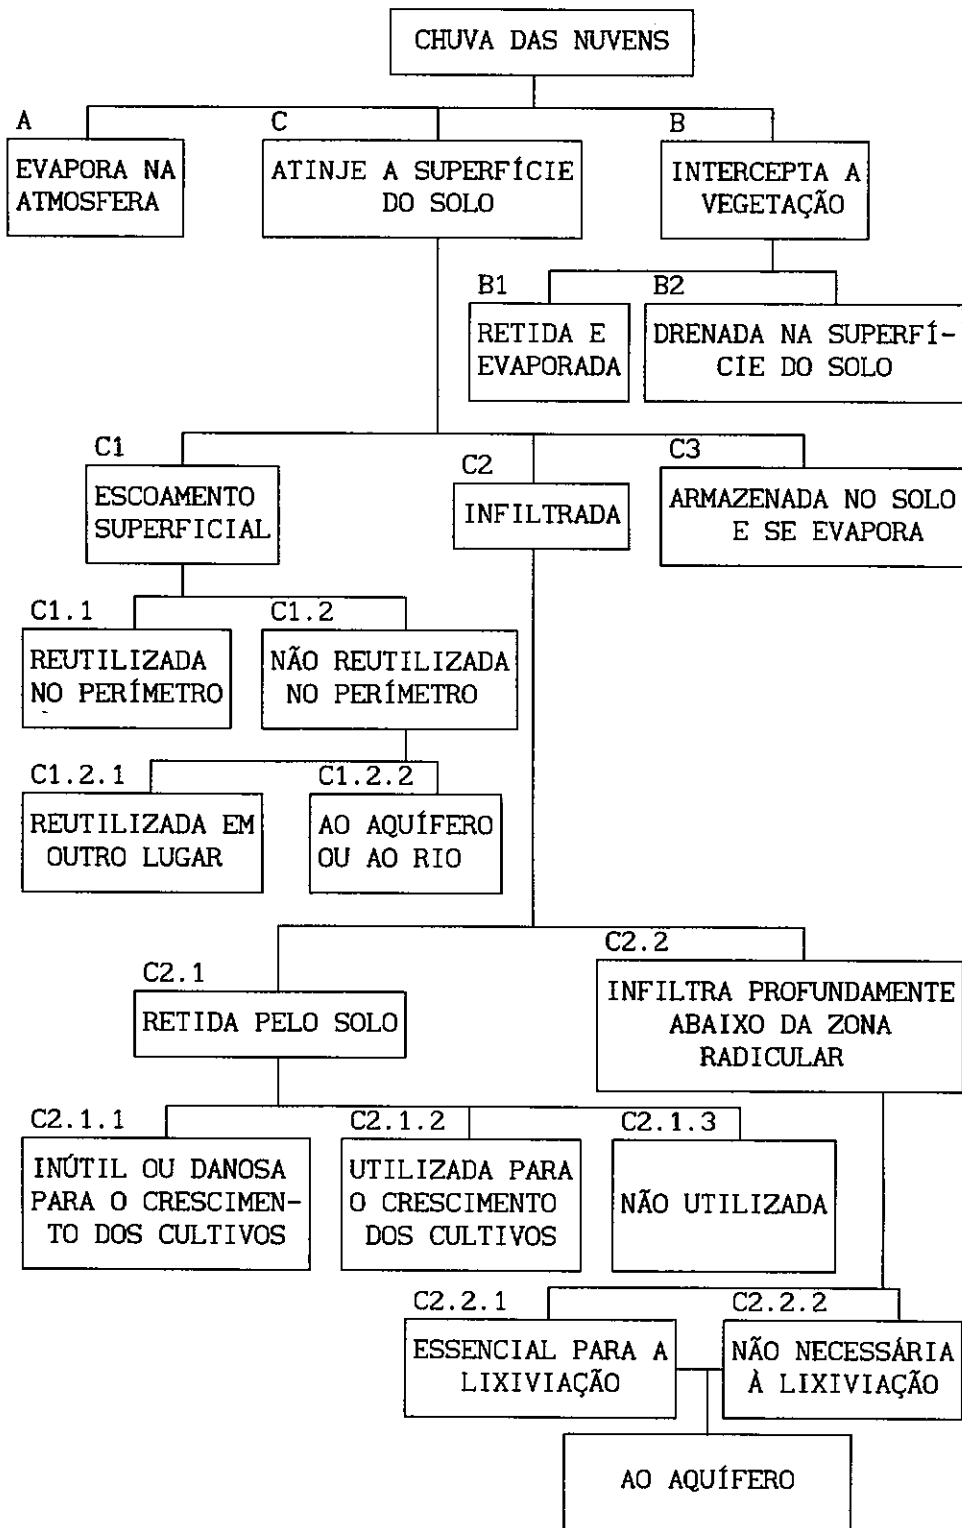 CHUVA DAS NUVENS
A
EVAPORA NA
ATMOSFERA
C
ATINJE A SUPERFÍCIE
DO SOLO
B
INTERCEPTA A
VEGETAÇÃO
B1
RETIDA E
EVAPORADA
B2
DRENADA NA SUPERFÍ-
CIE DO SOLO
C1
ESCOAMENTO
SUPERFICIAL
C2
INFILTRADA
C3
ARMAZENADA NO SOLO
E SE EVAPORA
C1.1
REUTILIZADA
NO PERÍMETRO
C1.2
NÃO REUTILIZADA
NO PERÍMETRO
C1.2.1
REUTILIZADA EM
OUTRO LUGAR
C1.2.2
AO AQUÍFERO
OU AO RIO
C2.1
RETIDA PELO SOLO
C2.2
INFILTRA PROFUNDAMENTE
ABAIXO DA ZONA
RADICULAR
C2.1.1
INÚTIL OU DANOSA
PARA O CRESCIMEN-
TO DOS CULTIVOS
C2.1.2
UTILIZADA PARA
O CRESCIMENTO
DOS CULTIVOS
C2.1.3
NÃO UTILIZADA
C2.2.1
ESSENCIAL PARA A
LIXIVIAÇÃO
C2.2.2
NÃO NECESSÁRIA
À LIXIVIAÇÃO
AO AQUÍFERO